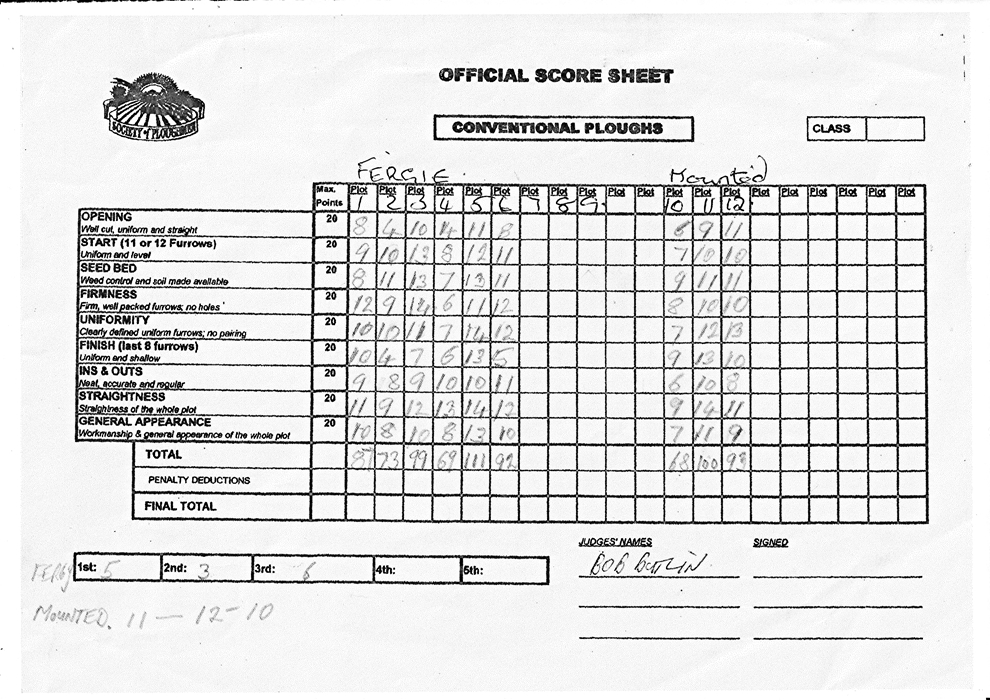 OFFICIAL SCORE SHEET
SOCIETY of PLOUGHMEN
CONVENTIONAL PLOUGHS
CLASS
FERGIE. Mounted
Max. Plot Plot Plot Plot Plot Plot Plot Plot Plot Plot Plot Plot Plot Plot Plot Plot Plot Plot Plot Plot
Points 1 2 3 4 5 6 7 8 9 10 11 12
OPENING 20 8 4 10 4 11 8 6 9 11
Well cut, uniform and straight
START (11 or 12 Furrows) 20 9 10 13 8 12 11 7 10 10
Uniform and level
SEED BED 20 8 11 13 7 13 11 9 11 11
Weed control and soil made available
FIRMNESS 20 12 9 14 6 11 12 8 10 10
Firm, well packed furrows; no holes
UNIFORMITY 20 10 10 11 7 14 12 7 12 13
Clearly defined uniform furrows; no pairing
FINISH (last 8 furrows) 20 10 4 7 6 13 5 9 13 10
Uniform and shallow
INS & OUTS 20 9 8 9 10 10 11 6 10 8
Neat, accurate and regular
STRAIGHTNESS 20 11 9 12 13 14 12 9 14 11
Straightness of the whole plot
GENERAL APPEARANCE 20 10 8 10 8 13 10 7 11 9
Workmanship & general appearance of the whole plot
TOTAL 87 73 99 69 111 92 68 100 93
PENALTY DEDUCTIONS
FINAL TOTAL
JUDGES' NAMES SIGNED
BOB
1st: 5 2nd: 3 3rd: 6 4th: 5th:
MOUNTED. 11 — 12 - 10